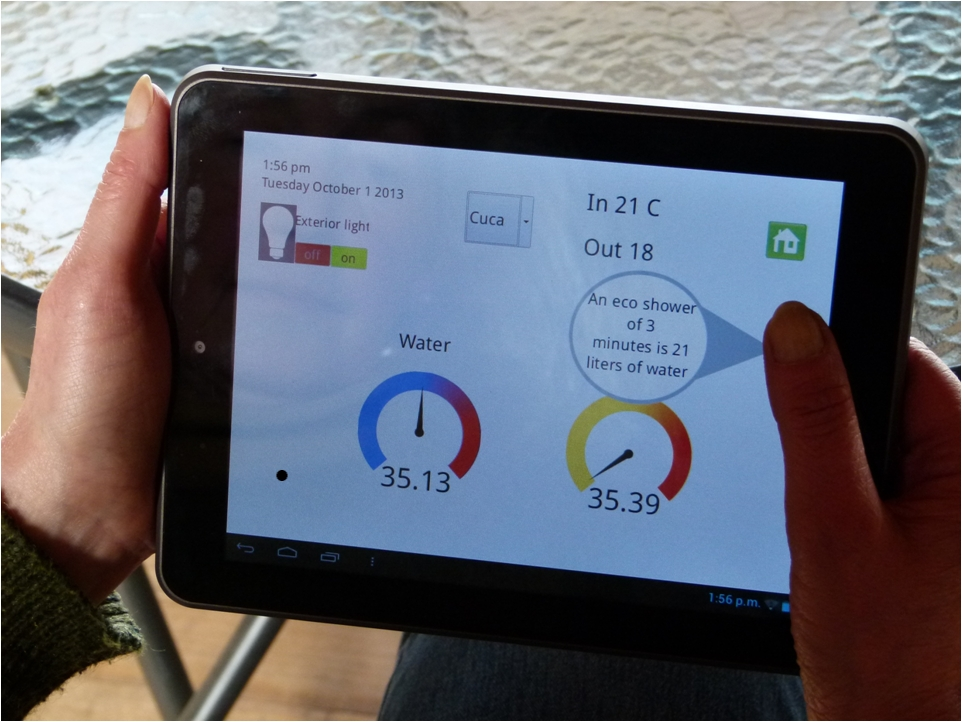 1:56 pm
Tuesday October 1 2013
Exterior light
off on
Cuca
In 21 C
Out 18
An eco shower
of 3
minutes is 21
liters of water
Water
35.13
35.39
1:56 p.m.